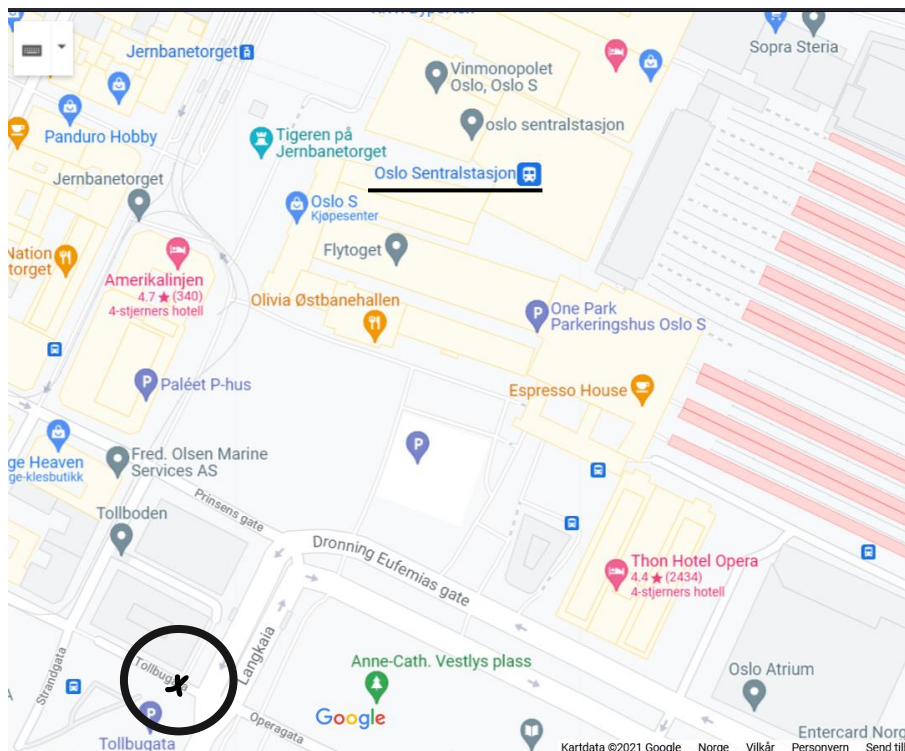 Jernbanetorget
Sopra Steria
Vinmonopolet
Oslo, Oslo S
oslo sentralstasjon
Panduro Hobby
Tigeren på
Jernbanetorget
Oslo Sentralstasjon
Jernbanetorget
Oslo S
Kjøpesenter
Nation
torget
Flytoget
Amerikalinjen
4.7 ★ (340)
4-stjerners hotell
Olivia Østbanehallen
P
One Park
Parkeringshus Oslo S
P
Paléet P-hus
Espresso House
P
ge Heaven
ge-klesbutikk
Fred. Olsen Marine
Services AS
Prinsens gate
Tollboden
Dronning Eufemias gate
Thon Hotel Opera
4.4 ★ (2434)
4-stjerners hotell
Langkaia
Strandgata
Tollbugata
x
Anne-Cath. Vestlys plass
Oslo Atrium
P
Tollbugata
Operagata
Google
Entercard Norg
Kartdata ©2021 Google Norge Vilkår Personvern Send til